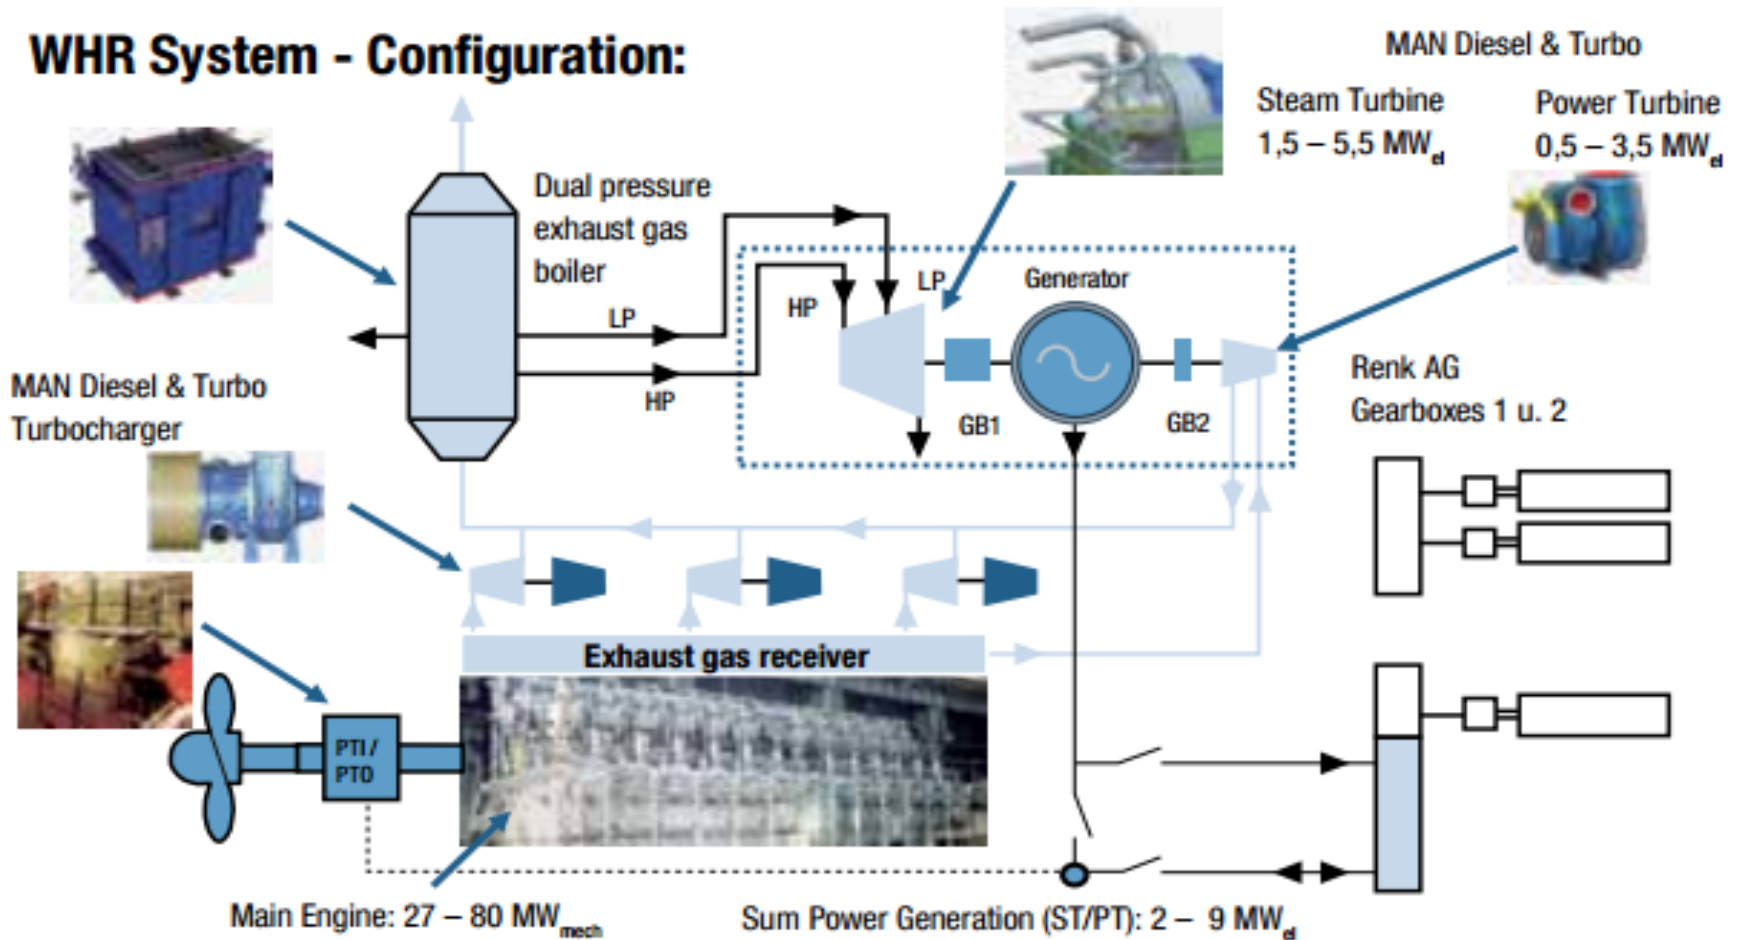 WHR System - Configuration:
MAN Diesel & Turbo
Steam Turbine
1,5 – 5,5 MWel
Power Turbine
0,5 – 3,5 MWel
Dual pressure
exhaust gas
boiler
LP
HP
HP
LP
Generator
GB1
GB2
Renk AG
Gearboxes 1 u. 2
MAN Diesel & Turbo
Turbocharger
Exhaust gas receiver
PTI /
PTO
Main Engine: 27 – 80 MWmech
Sum Power Generation (ST/PT): 2 – 9 MWel